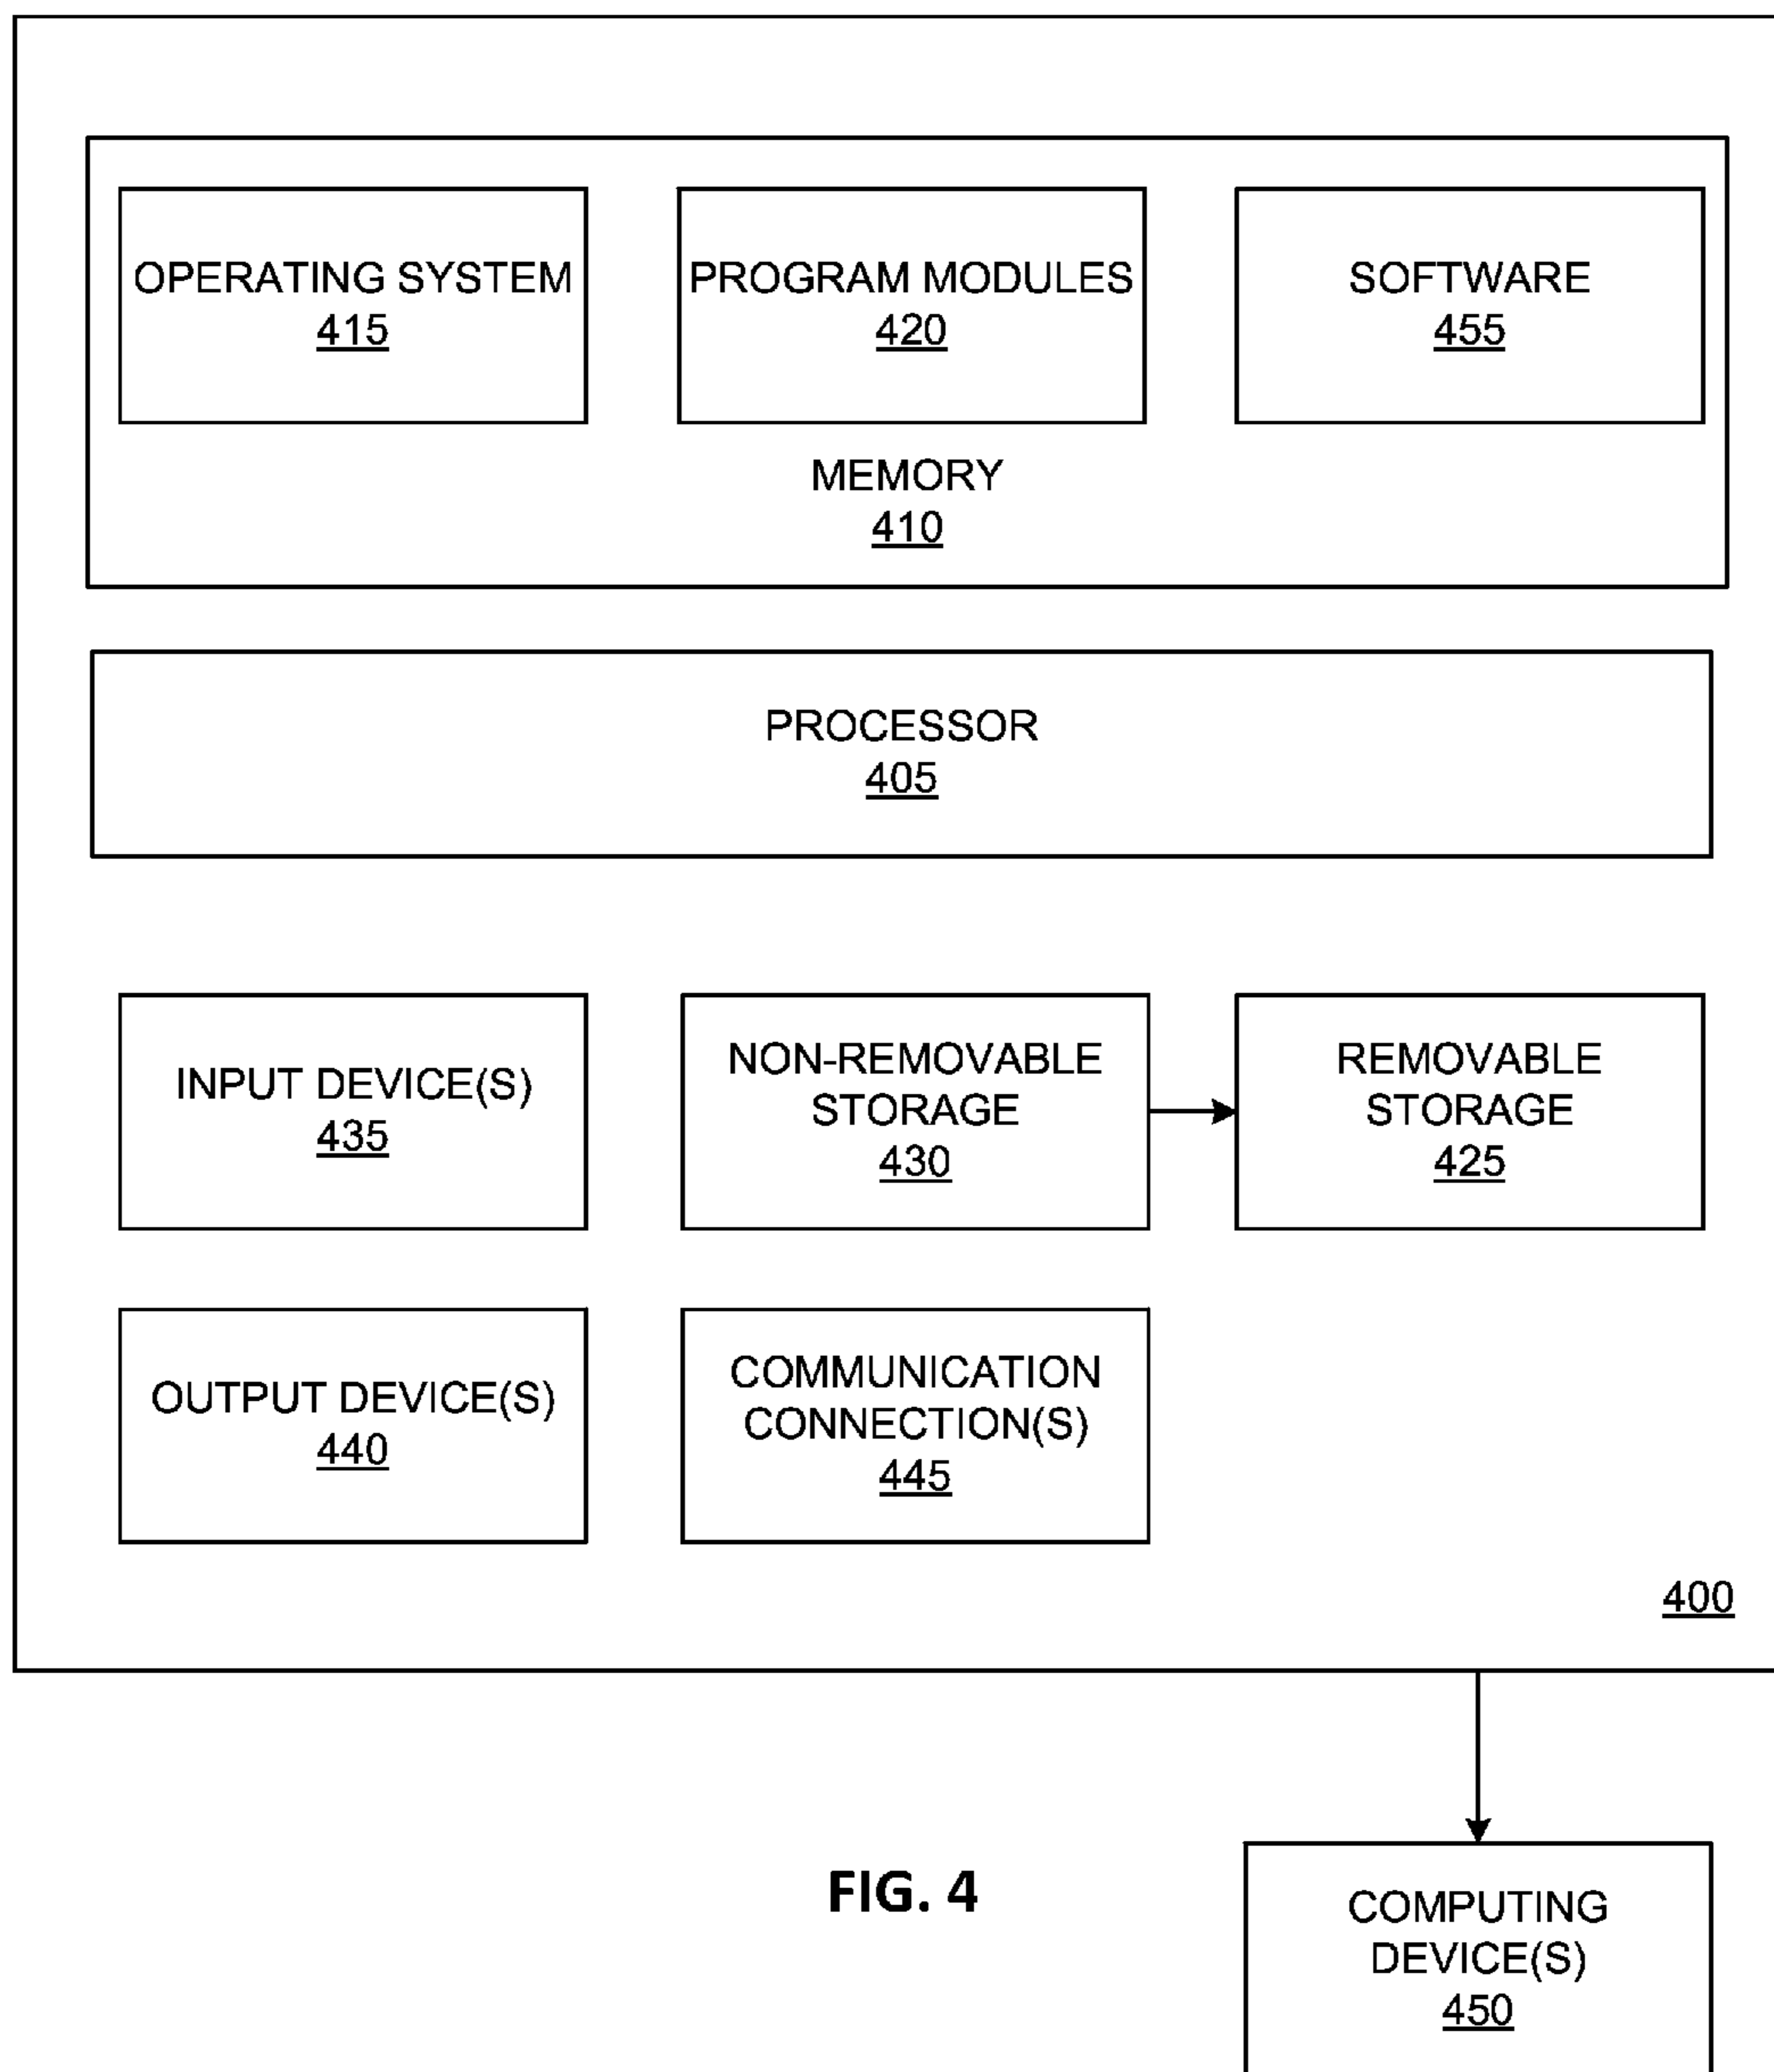 OPERATING SYSTEM
415
PROGRAM MODULES
420
SOFTWARE
455
MEMORY
410
PROCESSOR
405
INPUT DEVICE(S)
435
NON-REMOVABLE
STORAGE
430
REMOVABLE
STORAGE
425
OUTPUT DEVICE(S)
440
COMMUNICATION
CONNECTION(S)
445
400
FIG. 4
COMPUTING
DEVICE(S)
450